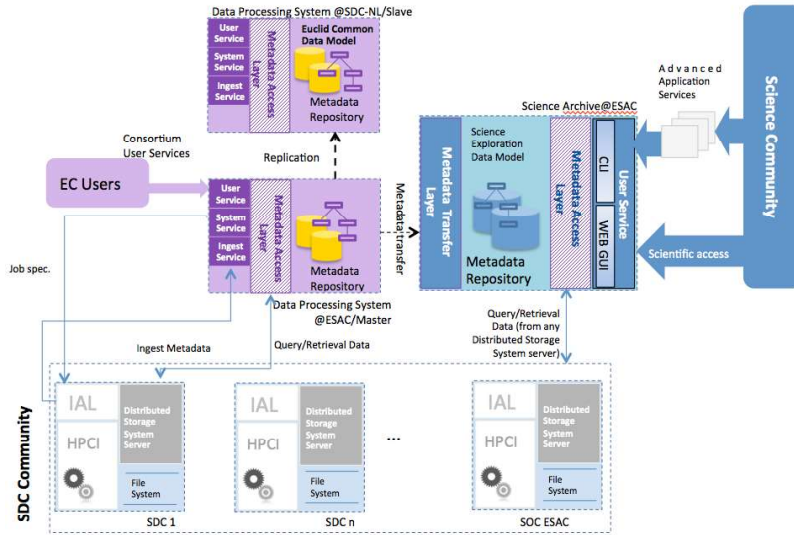 Data Processing System @SDC-NL/Slave
User
Service
System
Service
Ingest
Service
Metadata Access
Layer
Euclid Common
Data Model
Metadata
Repository
Consortium
User Services
Replication
EC Users
User
Service
System
Service
Ingest
Service
Metadata Access
Layer
Metadata
Repository
Data Processing System
@ESAC/Master
Metadata
transfer
Science Archive@ESAC
Metadata Transfer
Layer
Science
Exploration
Data Model
Metadata
Repository
Metadata Access
Layer
CLI
WEB GUI
User Service
Advanced
Application
Services
Scientific access
Science Community
Job spec.
Ingest Metadata
Query/Retrieval Data
Query/Retrieval
Data (from any
Distributed Storage
System server)
SDC Community
IAL
HPCI
Distributed
Storage
System
Server
File
System
SDC 1
IAL
HPCI
Distributed
Storage
System
Server
File
System
SDC n
...
IAL
HPCI
Distributed
Storage
System
Server
File
System
SOC ESAC